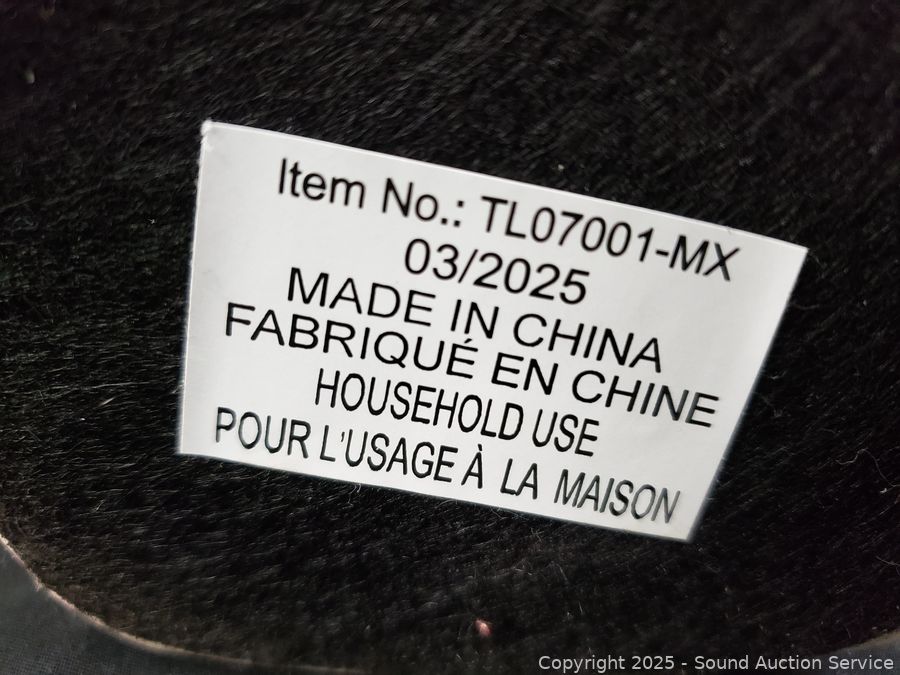 Item No.: TL07001-MX
03/2025
MADE IN CHINA
FABRIQUÉ EN CHINE
HOUSEHOLD USE
POUR L'USAGE À LA MAISON
Copyright 2025 - Sound Auction Service